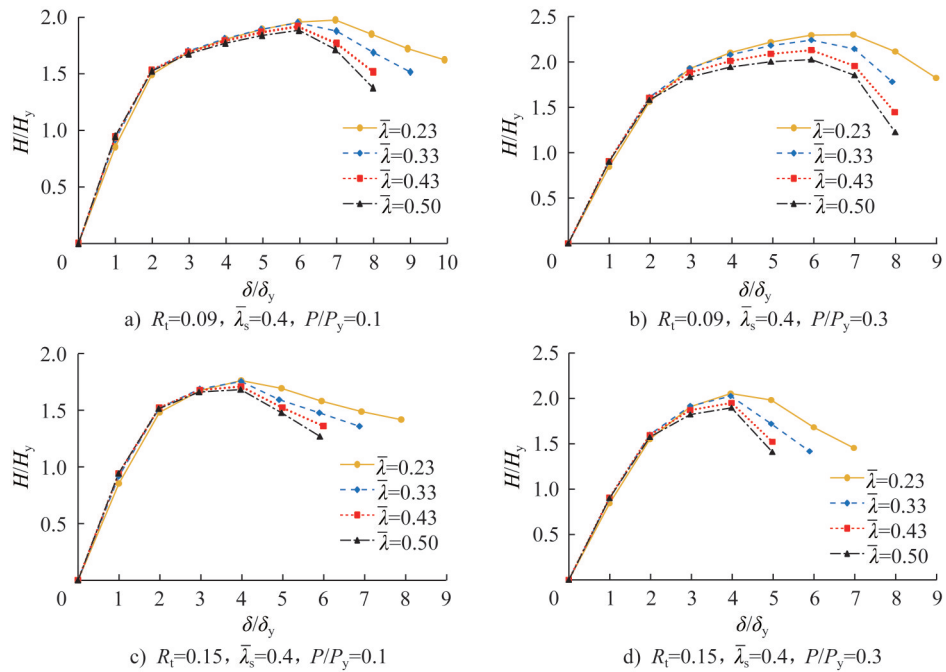 2.0
1.5
1.0
0.5
0
1 2 3 4 5 6 7 8 9 10
H/Hy
δ/δy
λ̄=0.23
λ̄=0.33
λ̄=0.43
λ̄=0.50
a) Rt=0.09, λ̄s=0.4, P/Py=0.1
2.5
2.0
1.5
1.0
0.5
0
1 2 3 4 5 6 7 8 9
H/Hy
δ/δy
λ̄=0.23
λ̄=0.33
λ̄=0.43
λ̄=0.50
b) Rt=0.09, λ̄s=0.4, P/Py=0.3
2.0
1.5
1.0
0.5
0
1 2 3 4 5 6 7 8 9
H/Hy
δ/δy
λ̄=0.23
λ̄=0.33
λ̄=0.43
λ̄=0.50
c) Rt=0.15, λ̄s=0.4, P/Py=0.1
2.5
2.0
1.5
1.0
0.5
0
1 2 3 4 5 6 7 8 9
H/Hy
δ/δy
λ̄=0.23
λ̄=0.33
λ̄=0.43
λ̄=0.50
d) Rt=0.15, λ̄s=0.4, P/Py=0.3